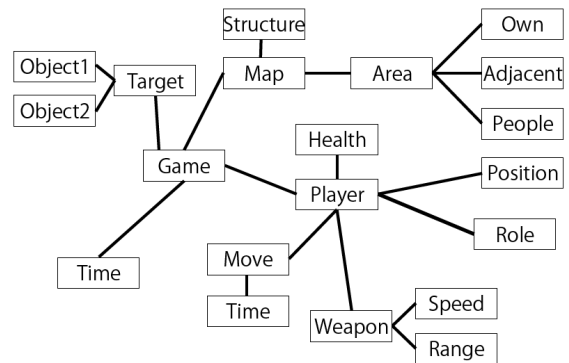 Structure
Own
Object1
Target
Map
Area
Adjacent
Object2
People
Health
Game
Position
Player
Role
Move
Time
Time
Speed
Weapon
Range